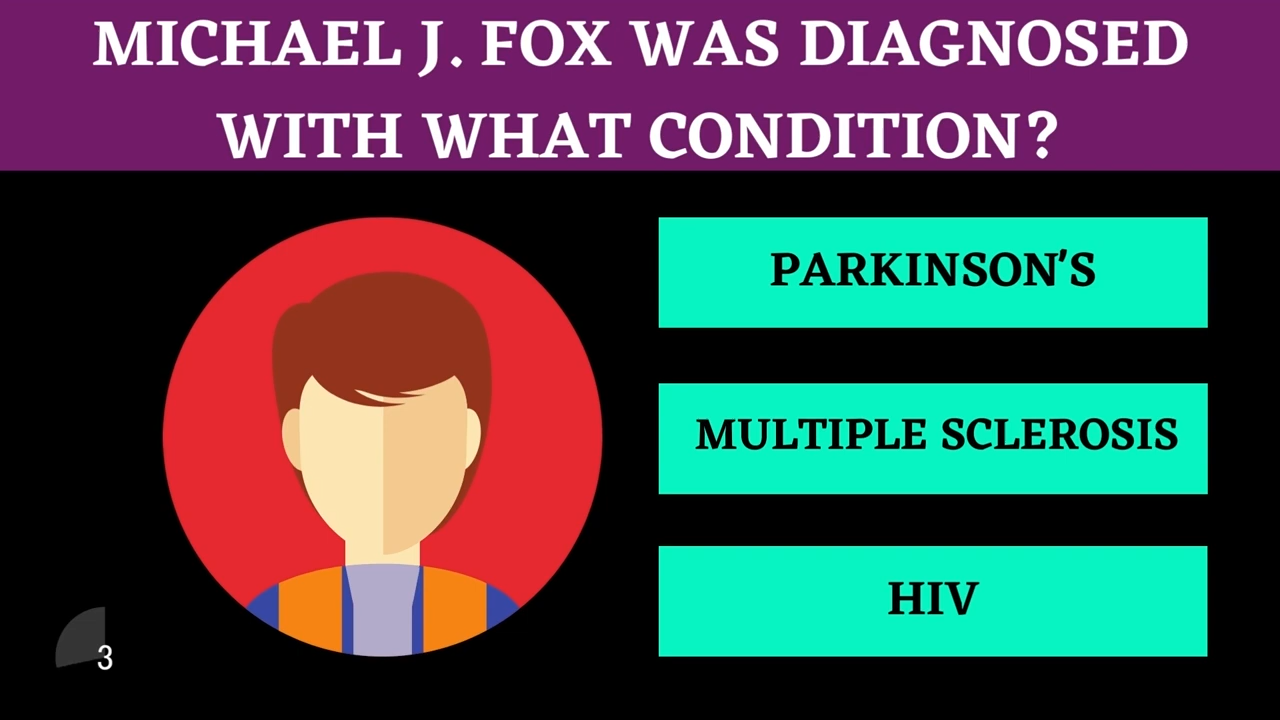 MICHAEL J. FOX WAS DIAGNOSED
WITH WHAT CONDITION?
PARKINSON'S
MULTIPLE SCLEROSIS
HIV
3